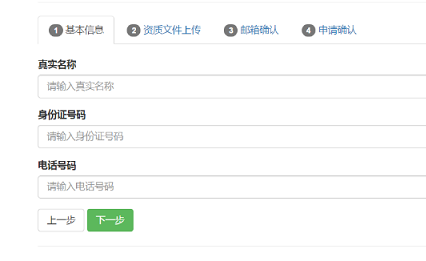 1 基本信息 2 资质文件上传 3 邮箱确认 4 申请确认
真实名称
请输入真实名称
身份证号码
请输入身份证号码
电话号码
请输入电话号码
上一步 下一步